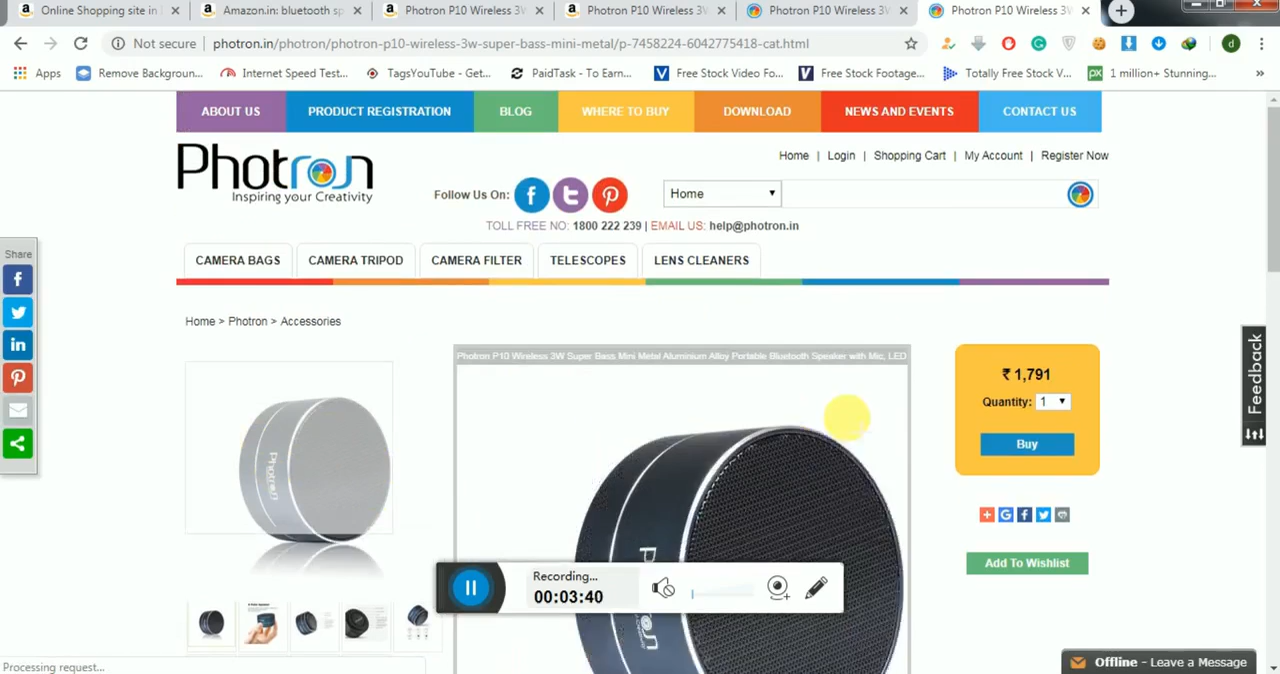 Online Shopping site in
Amazon.in: bluetooth sp
Photron P10 Wireless 3W
Photron P10 Wireless 3W
Photron P10 Wireless 3W
Photron P10 Wireless 3W
Not secure | photron.in/photron/photron-p10-wireless-3w-super-bass-mini-metal/p-7458224-6042775418-cat.html
Apps
Remove Backgroun...
Internet Speed Test...
TagsYouTube - Get...
PaidTask - To Earn...
Free Stock Video Fo...
Free Stock Footage...
Totally Free Stock V...
1 million+ Stunning...
ABOUT US
PRODUCT REGISTRATION
BLOG
WHERE TO BUY
DOWNLOAD
NEWS AND EVENTS
CONTACT US
Photron
Inspiring your Creativity
Home | Login | Shopping Cart | My Account | Register Now
Follow Us On:
Home
TOLL FREE NO: 1800 222 239 | EMAIL US: help@photron.in
CAMERA BAGS
CAMERA TRIPOD
CAMERA FILTER
TELESCOPES
LENS CLEANERS
Share
Home > Photron > Accessories
Photron P10 Wireless 3W Super Bass Mini Metal Aluminium Alloy Portable Bluetooth Speaker with Mic, LED
₹ 1,791
Quantity: 1
Buy
Add To Wishlist
Feedback
Photron
Recording...
00:03:40
Processing request...
Offline - Leave a Message